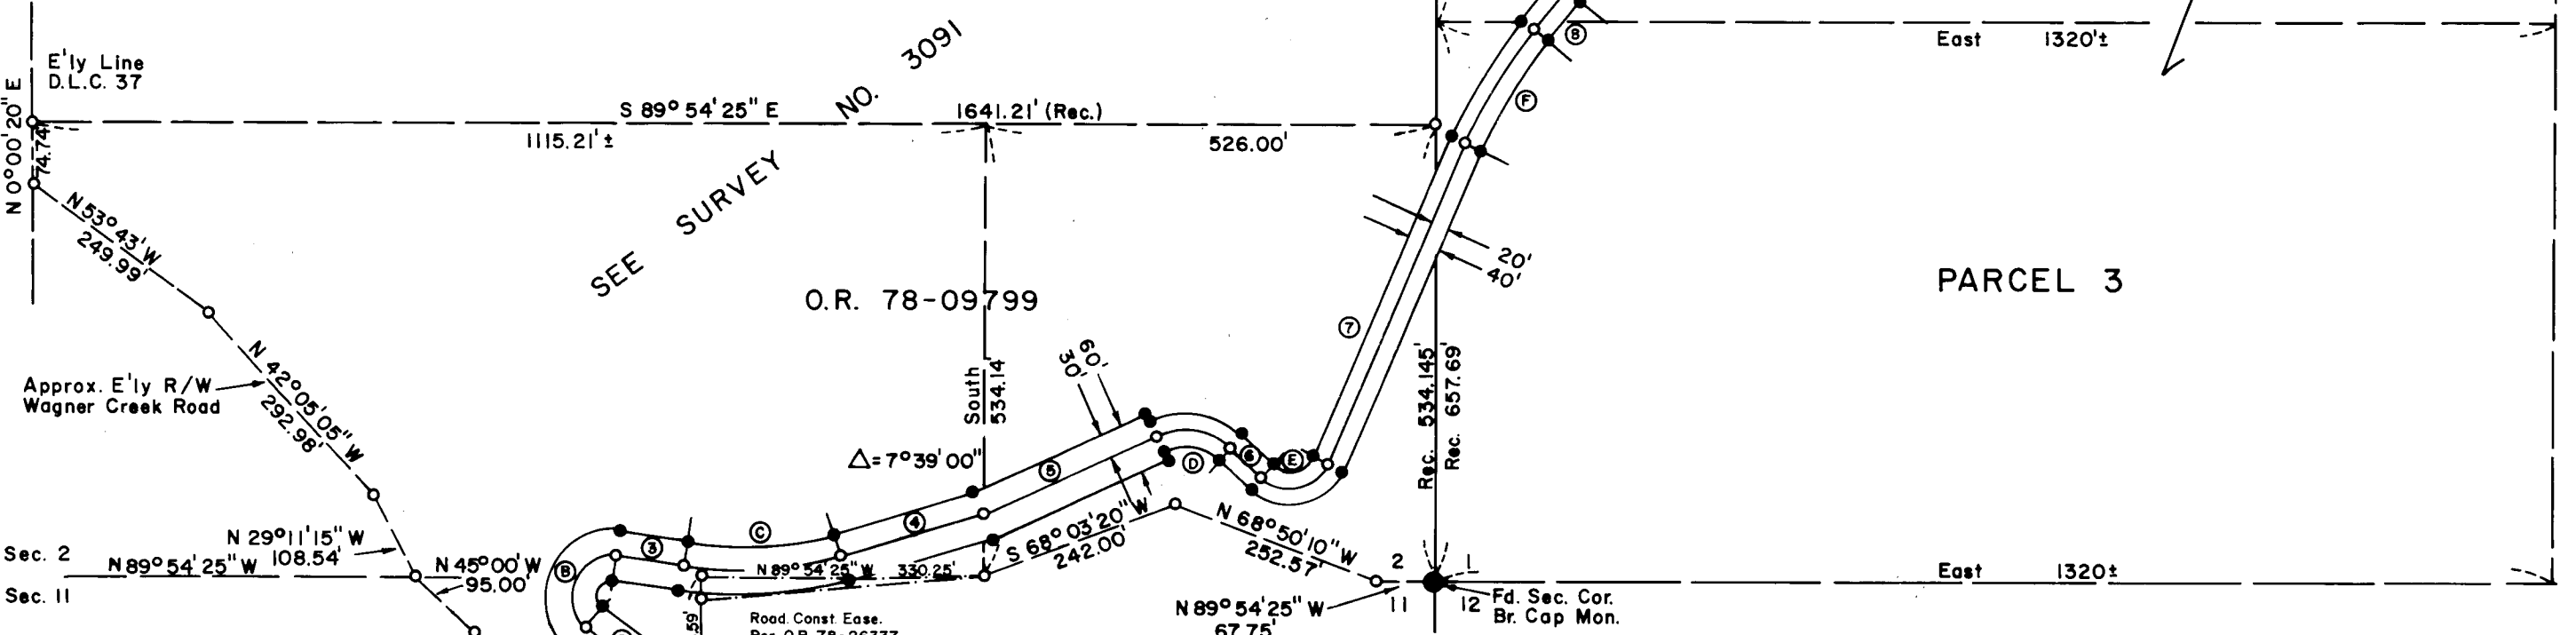 E'ly Line
D.L.C. 37
N 0° 00' 20" E
74.74'
S 89° 54' 25" E
1641.21' (Rec.)
1115.21' ±
526.00'
SEE SURVEY NO. 3091
East 1320'±
B
F
N 53° 43' W
249.99'
O.R. 78-09799
20'
40'
PARCEL 3
7
Approx. E'ly R/W
Wagner Creek Road
N 42° 05' 05" W
292.98'
South
534.14'
60'
30'
Rec. 534.145'
Rec. 657.69'
△= 7° 39' 00"
5
D
6
E
4
C
3
B
N 29° 11' 15" W
108.54'
S 68° 03' 20" W
242.00'
N 68° 50' 10" W
252.57'
Sec. 2
N 89° 54' 25" W
N 45° 00' W
95.00'
N 89° 54' 25" W 330.25'
2
1
East 1320±
Sec. 11
11
12
N 89° 54' 25" W
67.75'
Fd. Sec. Cor.
Br. Cap Mon.
Road. Const. Ease.